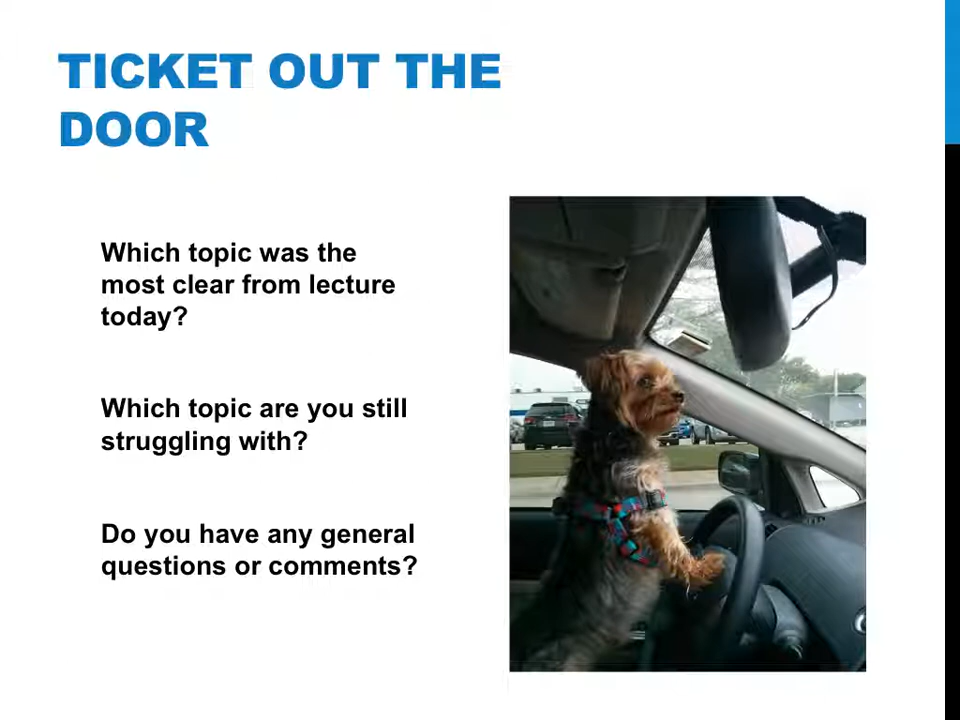 TICKET OUT THE
DOOR
Which topic was the
most clear from lecture
today?
Which topic are you still
struggling with?
Do you have any general
questions or comments?